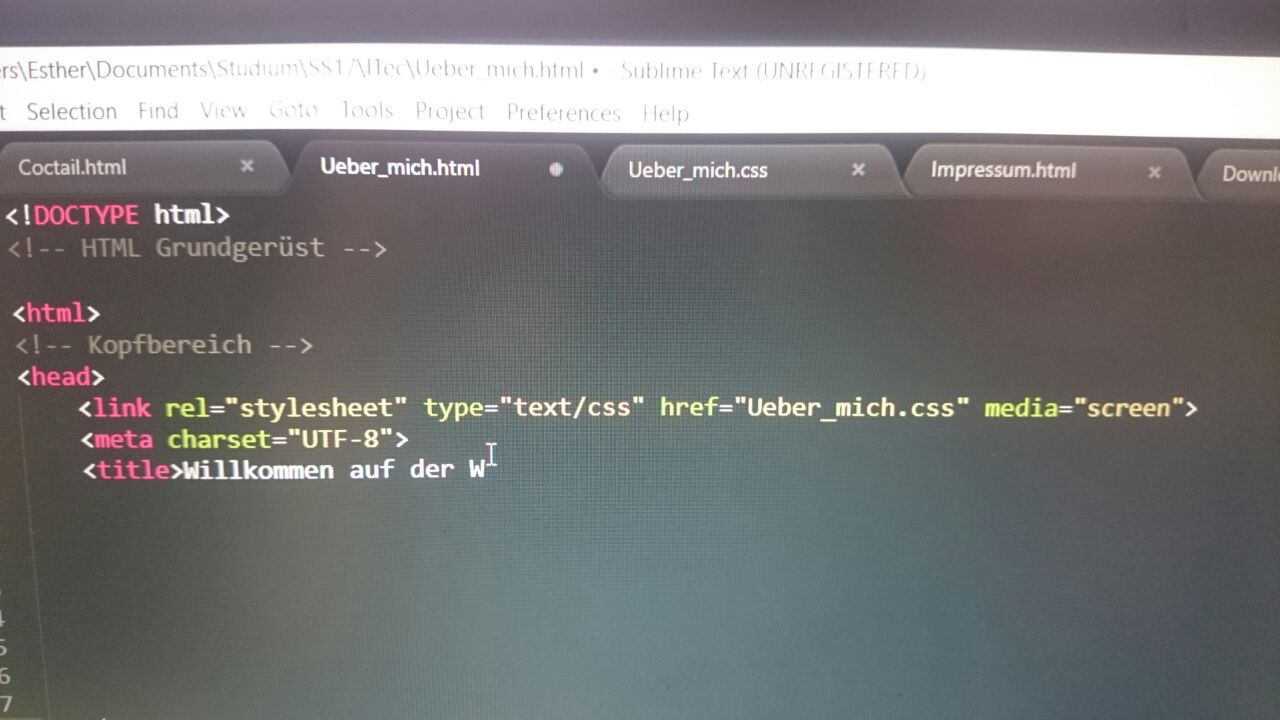 rs\Esther\Documents\Studium\SS17\ITec\Ueber_mich.html • - Sublime Text (UNREGISTERED)
t Selection Find View Goto Tools Project Preferences Help
Coctail.html × Ueber_mich.html Ueber_mich.css × Impressum.html × Downl
<!DOCTYPE html>
<!-- HTML Grundgerüst -->
<html>
<!-- Kopfbereich -->
<head>
<link rel="stylesheet" type="text/css" href="Ueber_mich.css" media="screen">
<meta charset="UTF-8">
<title>Willkommen auf der W
4
5
6
7